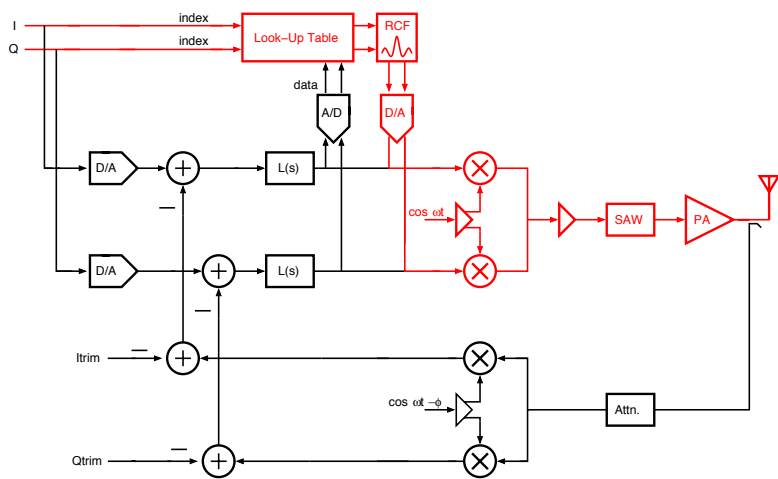 I
index
RCF
Look-Up Table
Q
index
data
A/D
D/A
D/A
+
L(s)
cos ωt
SAW
PA
D/A
+
L(s)
Itrim
+
cos ωt -ϕ
Attn.
Qtrim
+